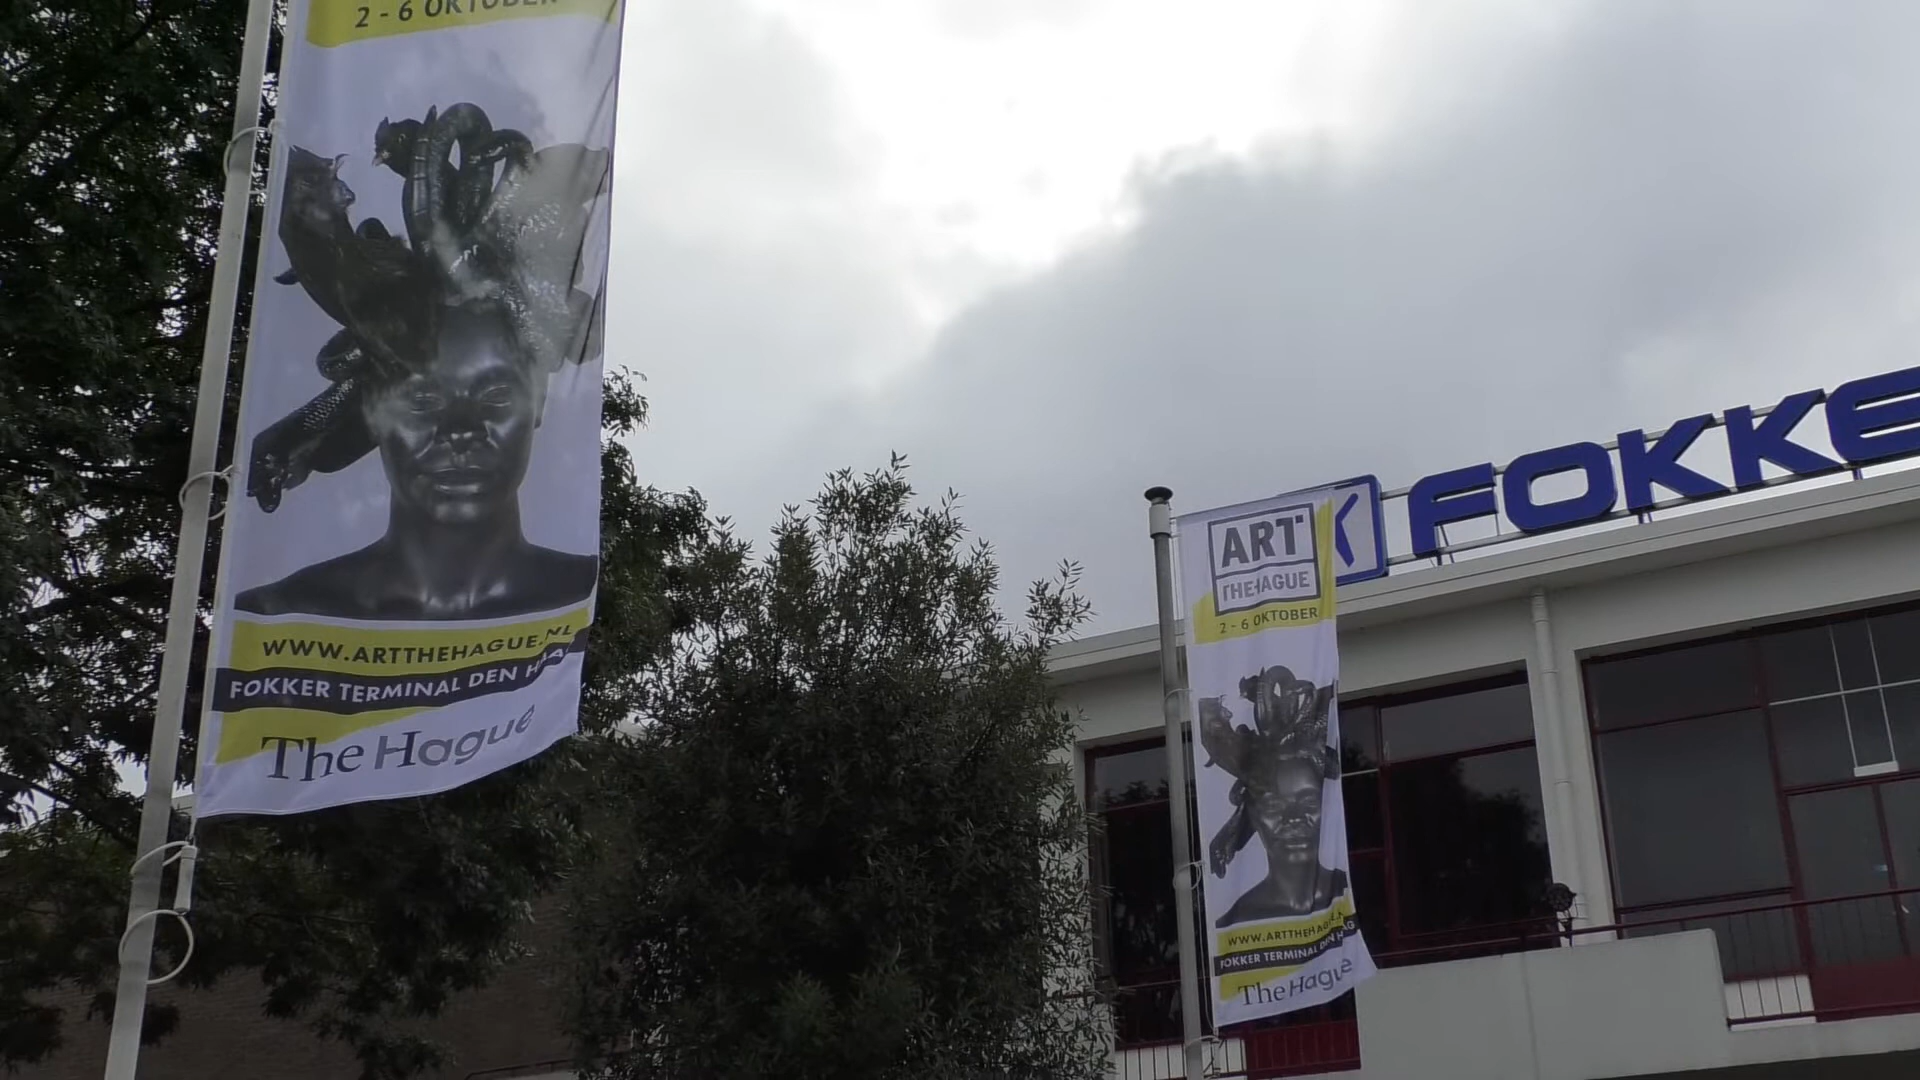 2 - 6 OKTOBER
WWW.ARTTHEHAGUE.NL
FOKKER TERMINAL DEN HAAG
The Hague
FOKKE
ART
THE HAGUE
2 - 6 OKTOBER
WWW.ARTTHEHAGUE.N
FOKKER TERMINAL DEN HAAG
The Hague